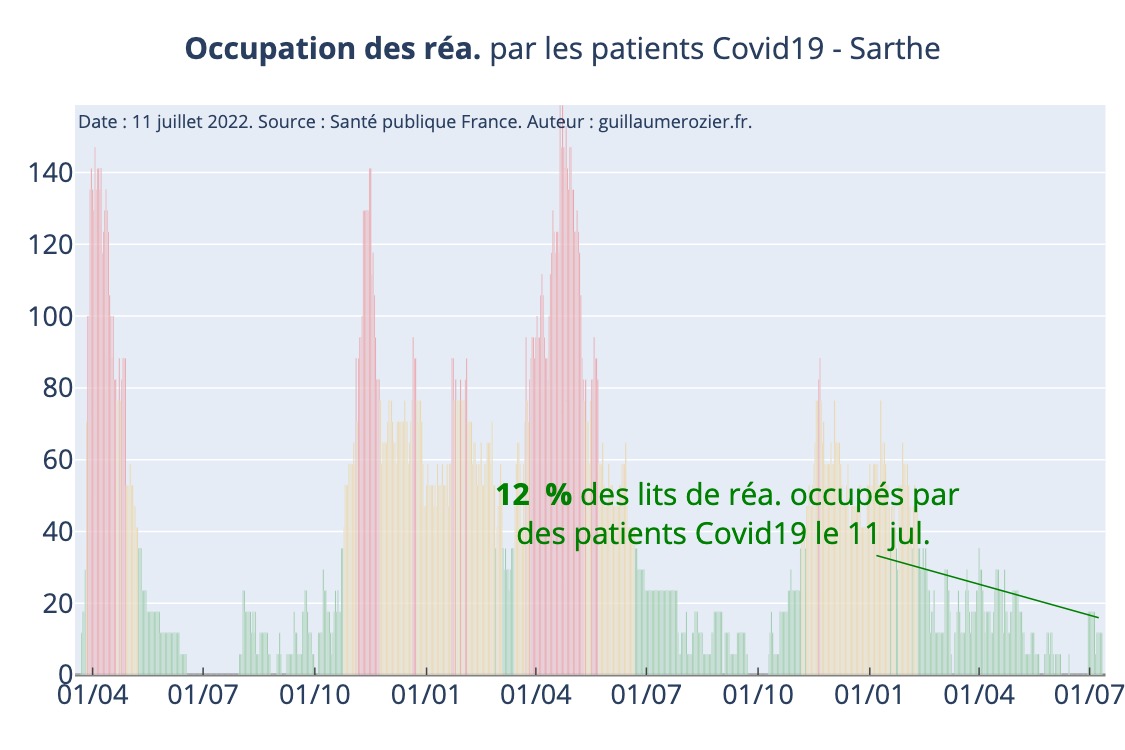 Occupation des réa. par les patients Covid19 - Sarthe
Date : 11 juillet 2022. Source : Santé publique France. Auteur : guillaumerozier.fr.
140
120
100
80
60
40
20
0
12 % des lits de réa. occupés par
des patients Covid19 le 11 jul.
01/04 01/07 01/10 01/01 01/04 01/07 01/10 01/01 01/04 01/07